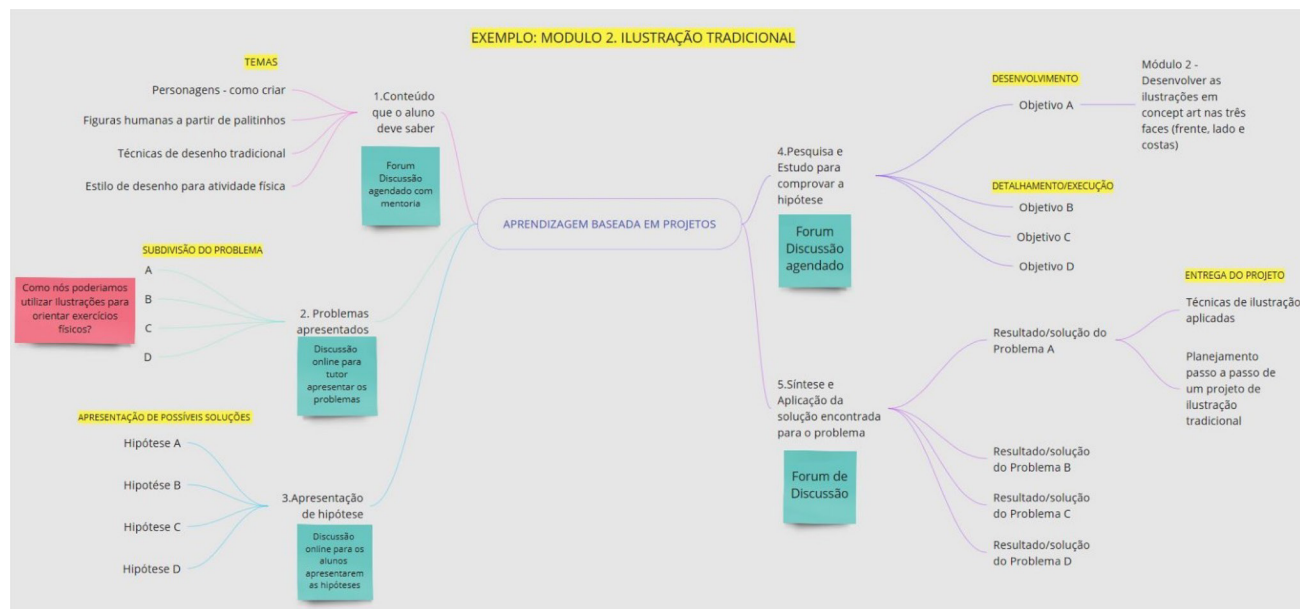 EXEMPLO: MODULO 2. ILUSTRAÇÃO TRADICIONAL
TEMAS
Personagens - como criar
Figuras humanas a partir de palitinhos
Técnicas de desenho tradicional
Estilo de desenho para atividade física
1.Conteúdo
que o aluno
deve saber
Forum
Discussão
agendado com
mentoria
SUBDIVISÃO DO PROBLEMA
A
B
C
D
Como nós poderiamos
utilizar Ilustrações para
orientar exercícios
físicos?
2. Problemas
apresentados
Discussão
online para
tutor
apresentar os
problemas
APRESENTAÇÃO DE POSSÍVEIS SOLUÇÕES
Hipótese A
Hipotése B
Hipótese C
Hipótese D
3.Apresentação
de hipótese
Discussão
online para os
alunos
apresentarem
as hipóteses
APRENDIZAGEM BASEADA EM PROJETOS
4.Pesquisa e
Estudo para
comprovar a
hipótese
Forum
Discussão
agendado
DESENVOLVIMENTO
Objetivo A
Módulo 2 -
Desenvolver as
ilustrações em
concept art nas três
faces (frente, lado e
costas)
DETALHAMENTO/EXECUÇÃO
Objetivo B
Objetivo C
Objetivo D
5.Síntese e
Aplicação da
solução encontrada
para o problema
Forum de
Discussão
Resultado/solução do
Problema A
ENTREGA DO PROJETO
Técnicas de ilustração
aplicadas
Planejamento
passo a passo de
um projeto de
ilustração
tradicional
Resultado/solução
do Problema B
Resultado/solução
do Problema C
Resultado/solução
do Problema D